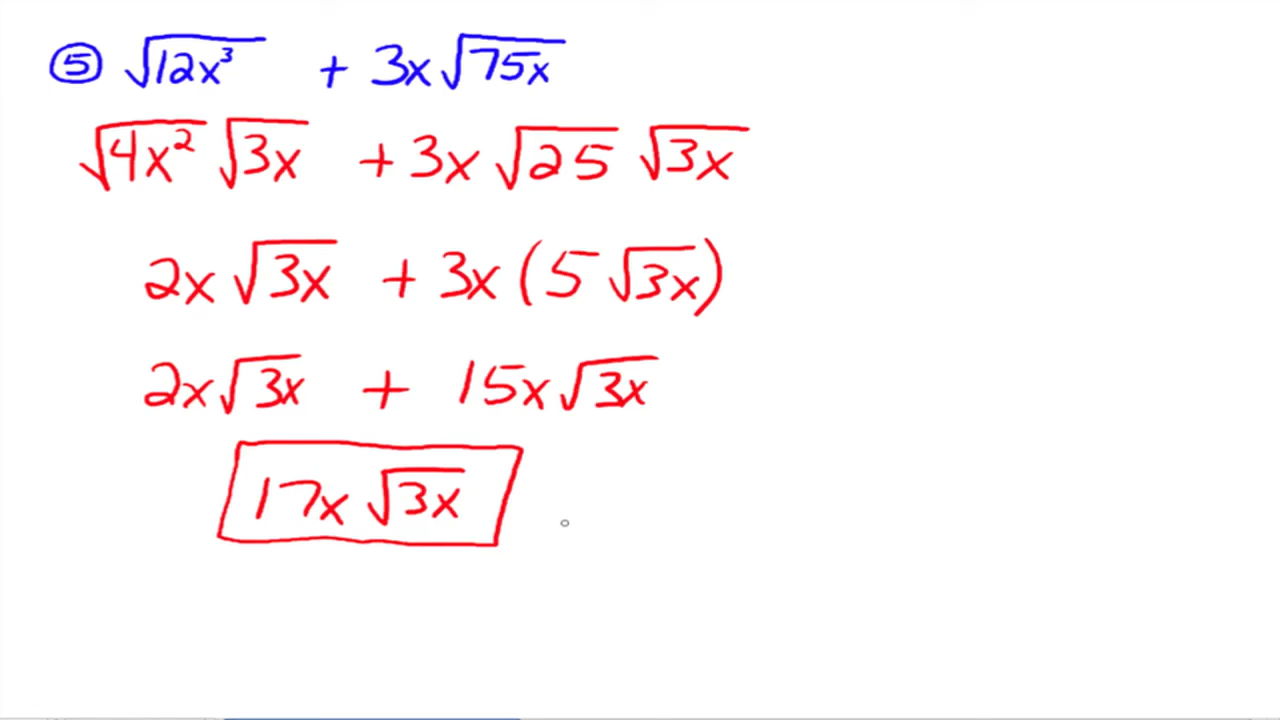 ⑤ √12x³ + 3x√75x
√4x² √3x + 3x √25 √3x
2x √3x + 3x (5 √3x)
2x√3x + 15x√3x
17x √3x